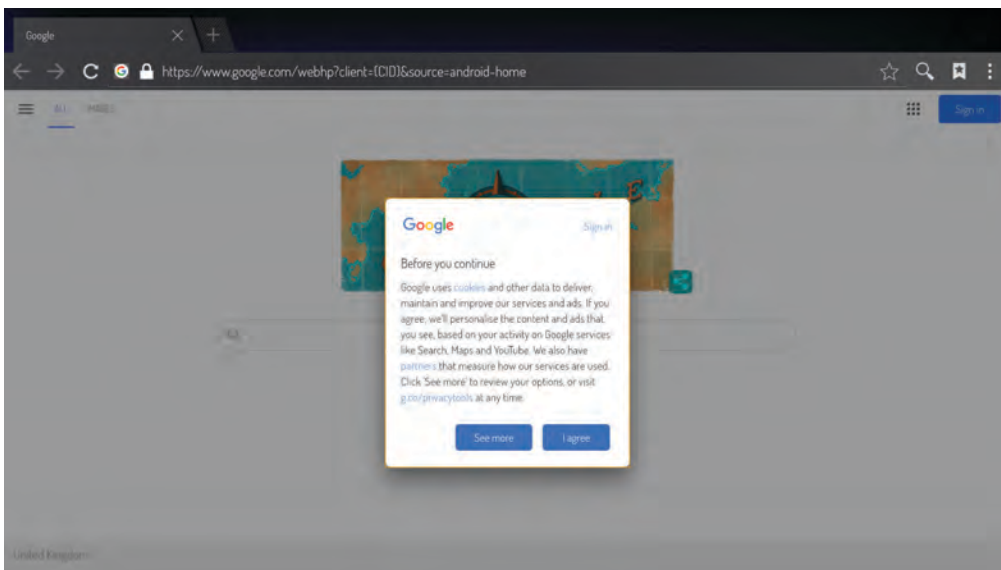 Google
https://www.google.com/webhp?client=(CID)&source=android-home
ALL IMAGES
Sign in
E
Google
Sign in
Before you continue
Google uses cookies and other data to deliver,
maintain and improve our services and ads. If you
agree, we'll personalise the content and ads that
you see, based on your activity on Google services
like Search, Maps and YouTube. We also have
partners that measure how our services are used.
Click 'See more' to review your options, or visit
g.co/privacytools at any time.
See more
I agree
United Kingdom